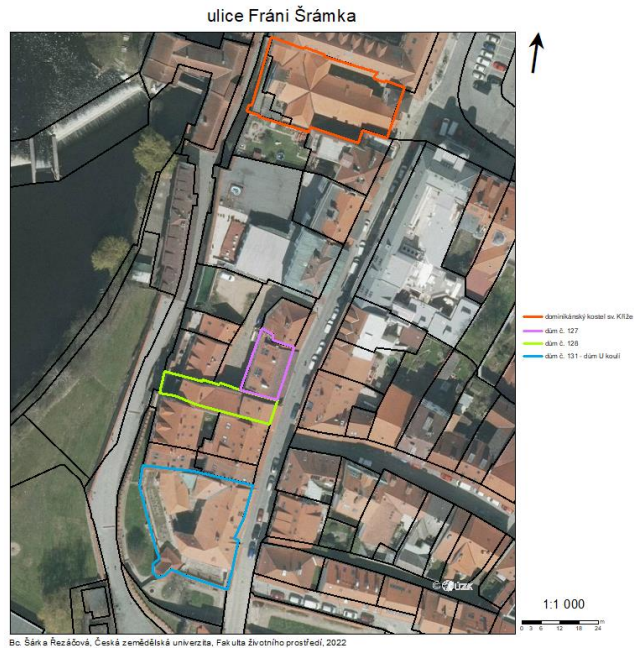 ulice Fráni Šrámka
dominikánský kostel sv. Kříže
dům č. 127
dům č. 128
dům č. 131 - dům U koulí
© ČÚZK
1:1 000
0 3 6 12 18 24 m
Bc. Šárka Řezáčová, Česká zemědělská univerzita, Fakulta životního prostředí, 2022